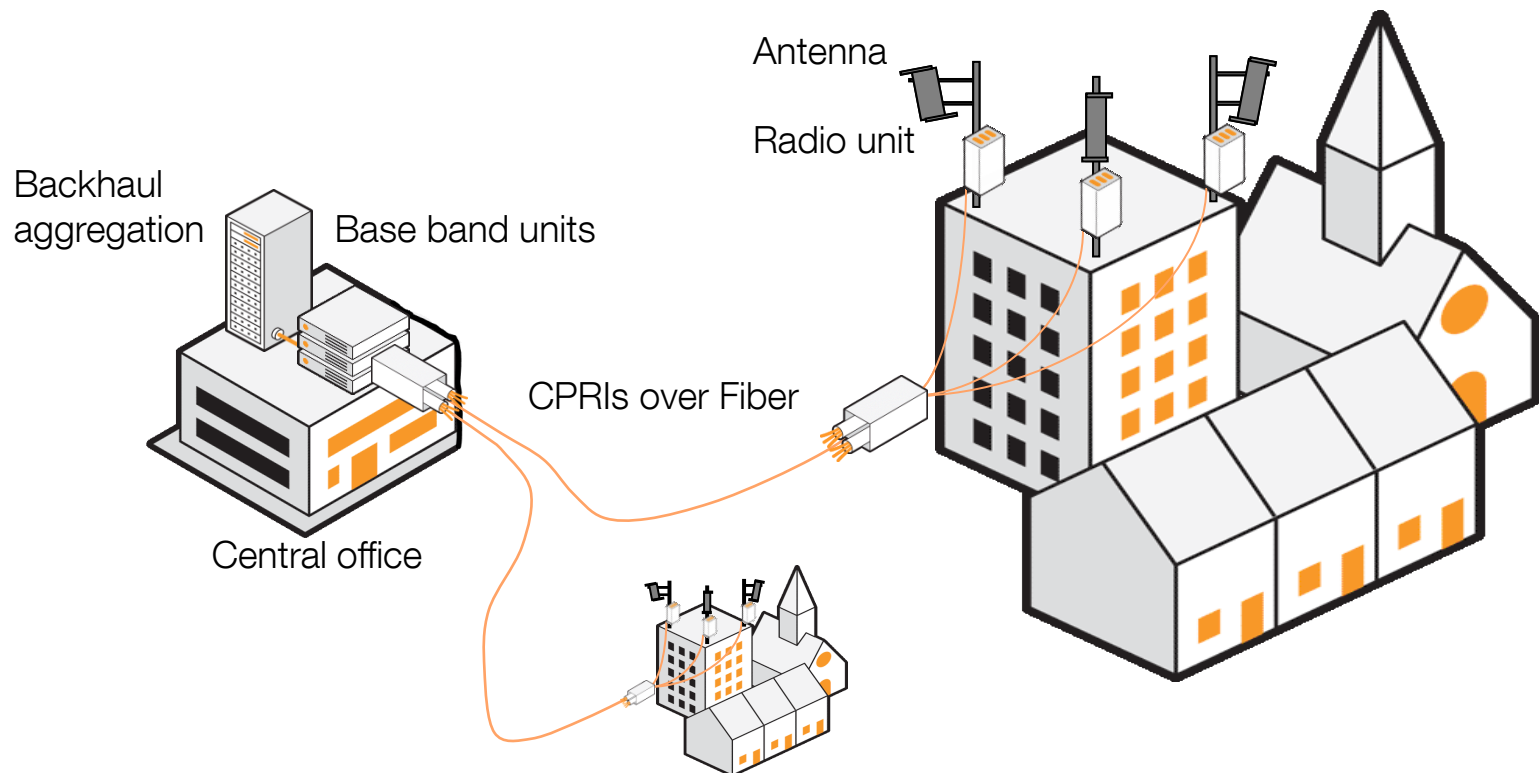 Antenna
Radio unit
Backhaul
aggregation
Base band units
CPRIs over Fiber
Central office